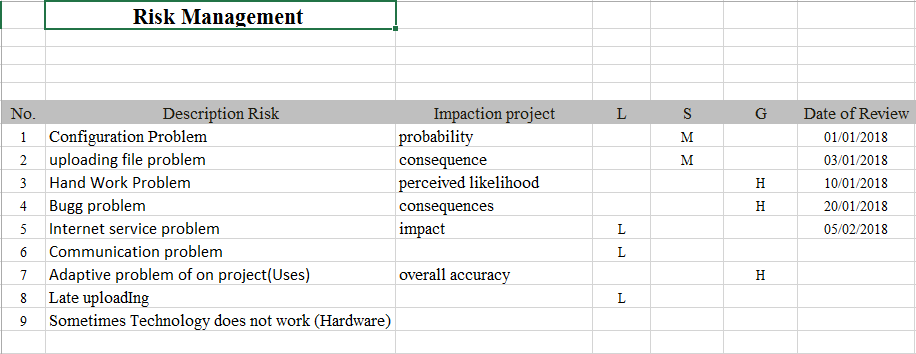 Risk Management
No. Description Risk Impaction project L S G Date of Review
1 Configuration Problem probability M 01/01/2018
2 uploading file problem consequence M 03/01/2018
3 Hand Work Problem perceived likelihood H 10/01/2018
4 Bugg problem consequences H 20/01/2018
5 Internet service problem impact L 05/02/2018
6 Communication problem L
7 Adaptive problem of on project(Uses) overall accuracy H
8 Late uploadIng L
9 Sometimes Technology does not work (Hardware)